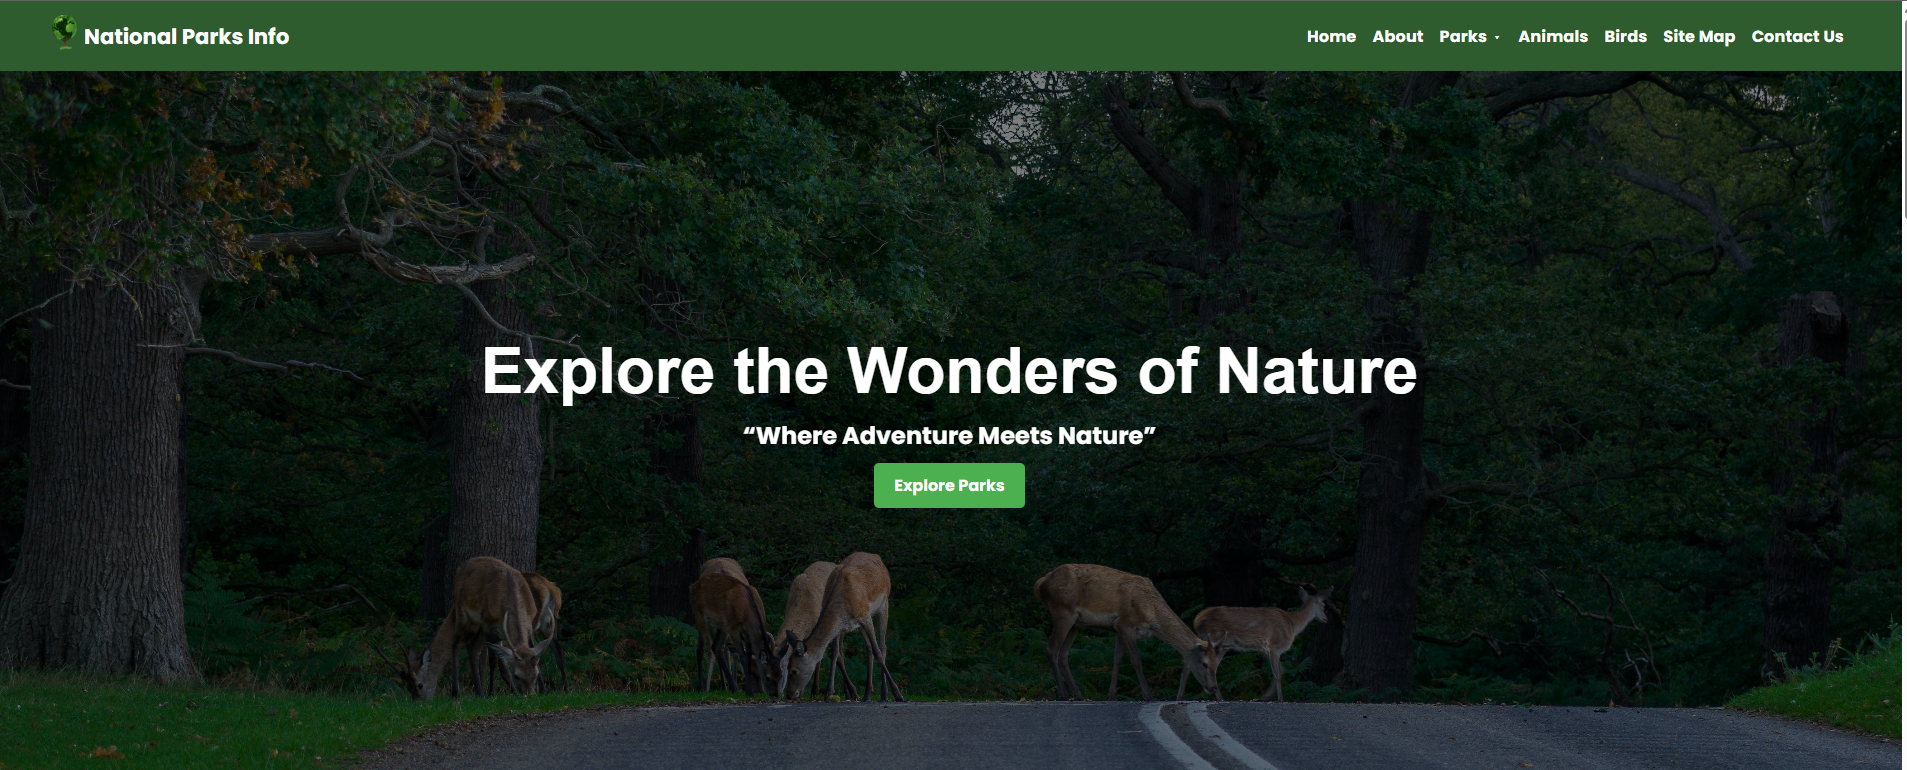 National Parks Info
Home About Parks Animals Birds Site Map Contact Us
Explore the Wonders of Nature
“Where Adventure Meets Nature”
Explore Parks